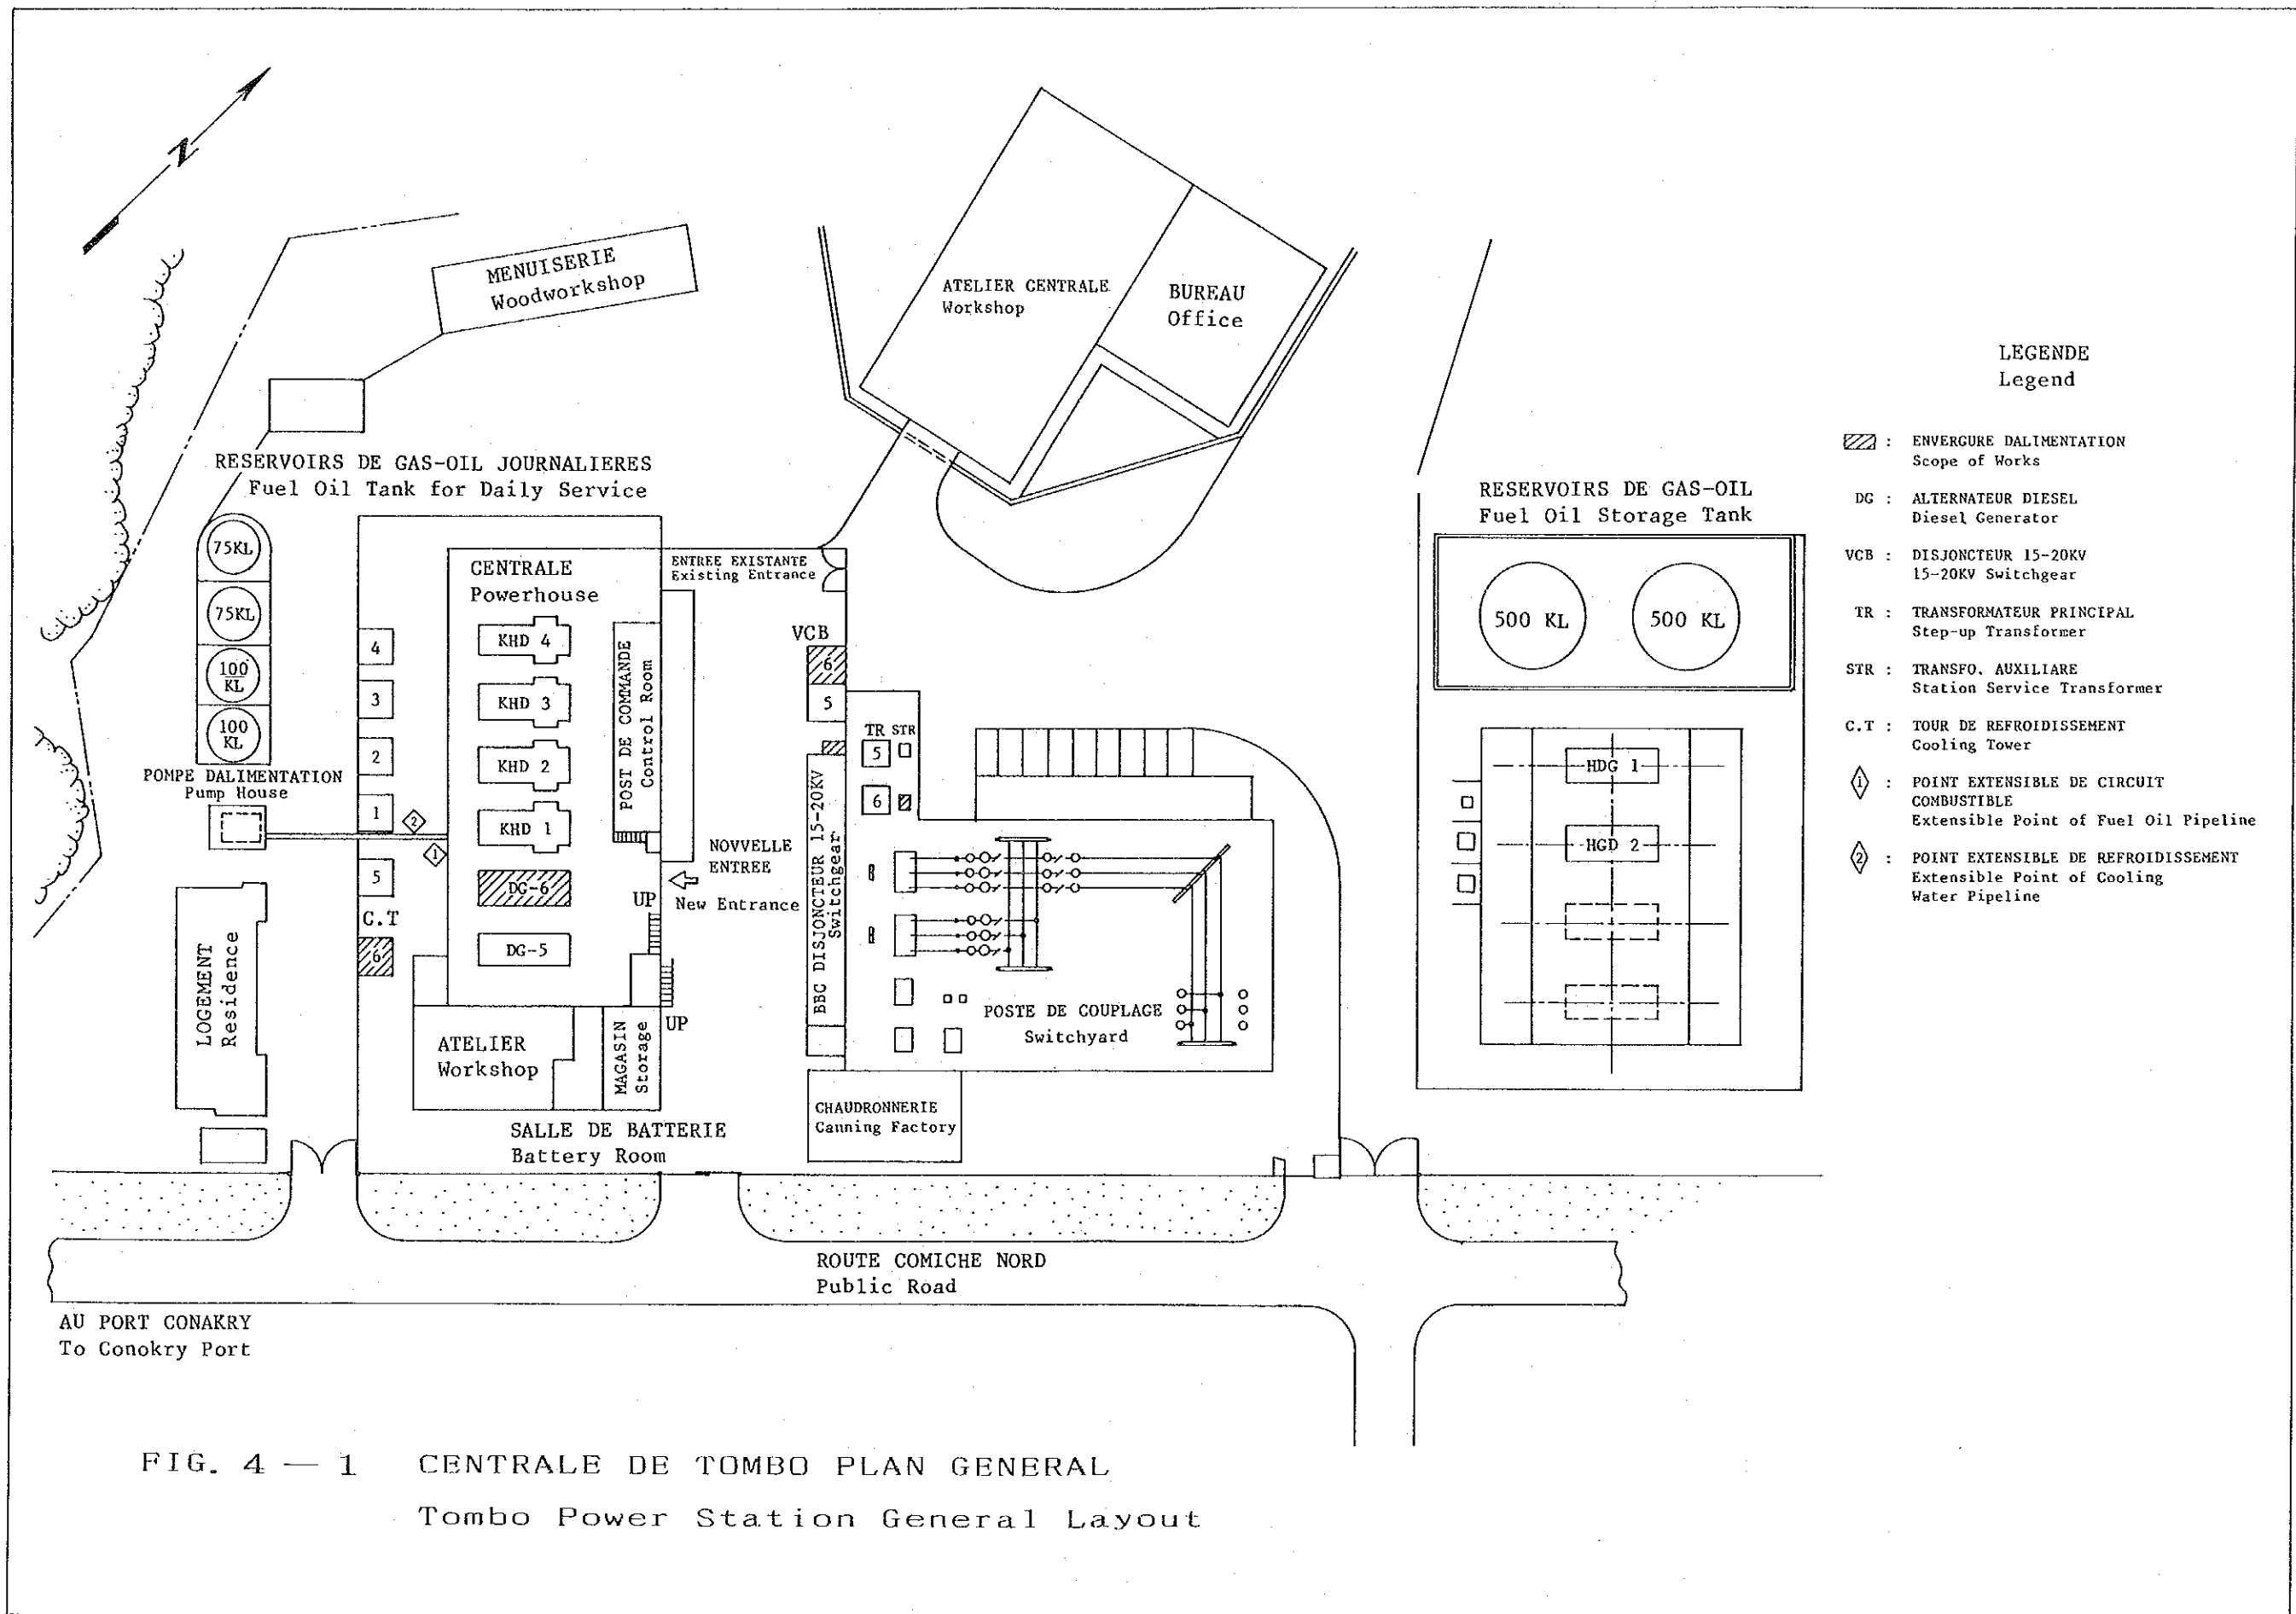 N
MENUISERIE
Woodworkshop
ATELIER CENTRALE
Workshop
BUREAU
Office
RESERVOIRS DE GAS-OIL JOURNALIERES
Fuel Oil Tank for Daily Service
75KL
75KL
100
KL
100
KL
POMPE DALIMENTATION
Pump House
LOGEMENT
Residence
4
3
2
1
5
C.T
6
2
1
CENTRALE
Powerhouse
KHD 4
KHD 3
KHD 2
KHD 1
DG-6
DG-5
POST DE COMMANDE
Control Room
ENTREE EXISTANTE
Existing Entrance
NOVVELLE
ENTREE
New Entrance
UP
UP
ATELIER
Workshop
MAGASIN
Storage
SALLE DE BATTERIE
Battery Room
VCB
6
5
BBC DISJONCTEUR 15-20KV
Switchgear
TR STR
5
6
POSTE DE COUPLAGE
Switchyard
CHAUDRONNERIE
Canning Factory
RESERVOIRS DE GAS-OIL
Fuel Oil Storage Tank
500 KL
500 KL
HDG 1
HGD 2
LEGENDE
Legend
: ENVERGURE DALIMENTATION
Scope of Works
DG : ALTERNATEUR DIESEL
Diesel Generator
VCB : DISJONCTEUR 15-20KV
15-20KV Switchgear
TR : TRANSFORMATEUR PRINCIPAL
Step-up Transformer
STR : TRANSFO. AUXILIARE
Station Service Transformer
C.T : TOUR DE REFROIDISSEMENT
Cooling Tower
1 : POINT EXTENSIBLE DE CIRCUIT
COMBUSTIBLE
Extensible Point of Fuel Oil Pipeline
2 : POINT EXTENSIBLE DE REFROIDISSEMENT
Extensible Point of Cooling
Water Pipeline
ROUTE COMICHE NORD
Public Road
AU PORT CONAKRY
To Conokry Port
FIG. 4 — 1 CENTRALE DE TOMBO PLAN GENERAL
Tombo Power Station General Layout